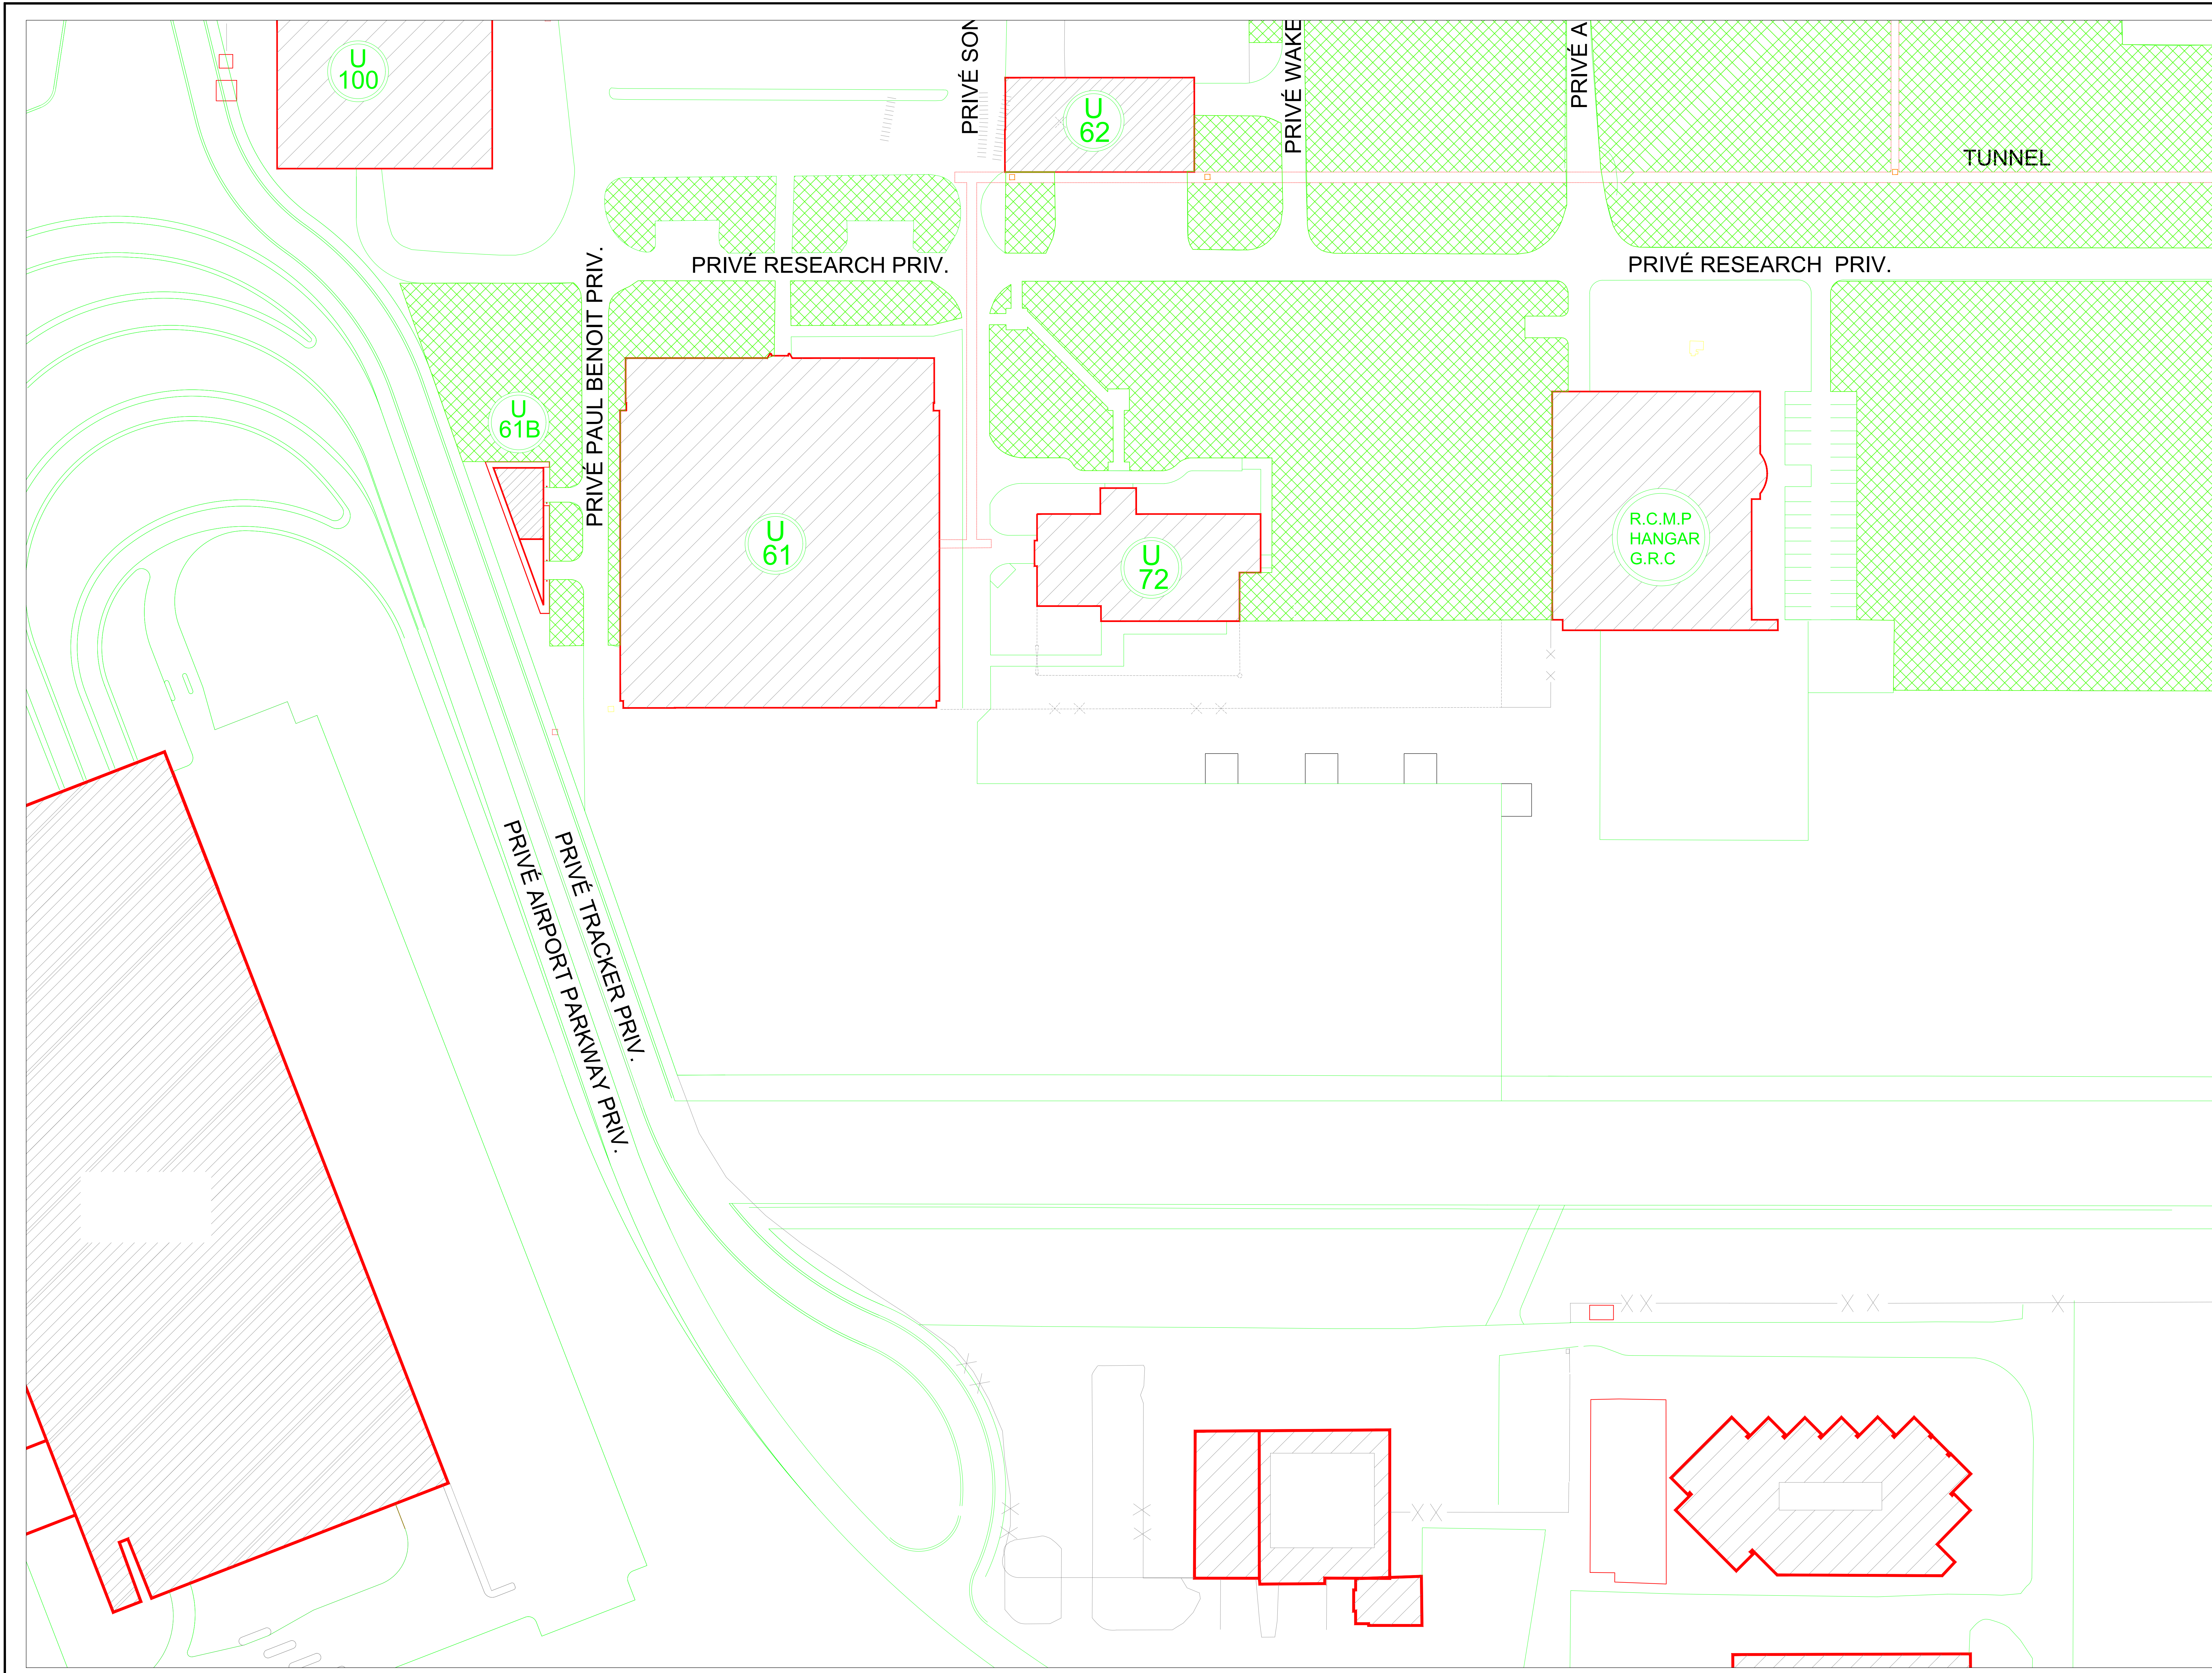 U
100
PRIVÉ SON
U
62
PRIVÉ WAKE
PRIVÉ A
TUNNEL
PRIVÉ RESEARCH PRIV.
PRIVÉ RESEARCH PRIV.
PRIVÉ PAUL BENOIT PRIV.
U
61B
U
61
U
72
R.C.M.P
HANGAR
G.R.C
PRIVÉ AIRPORT PARKWAY PRIV.
PRIVÉ TRACKER PRIV.